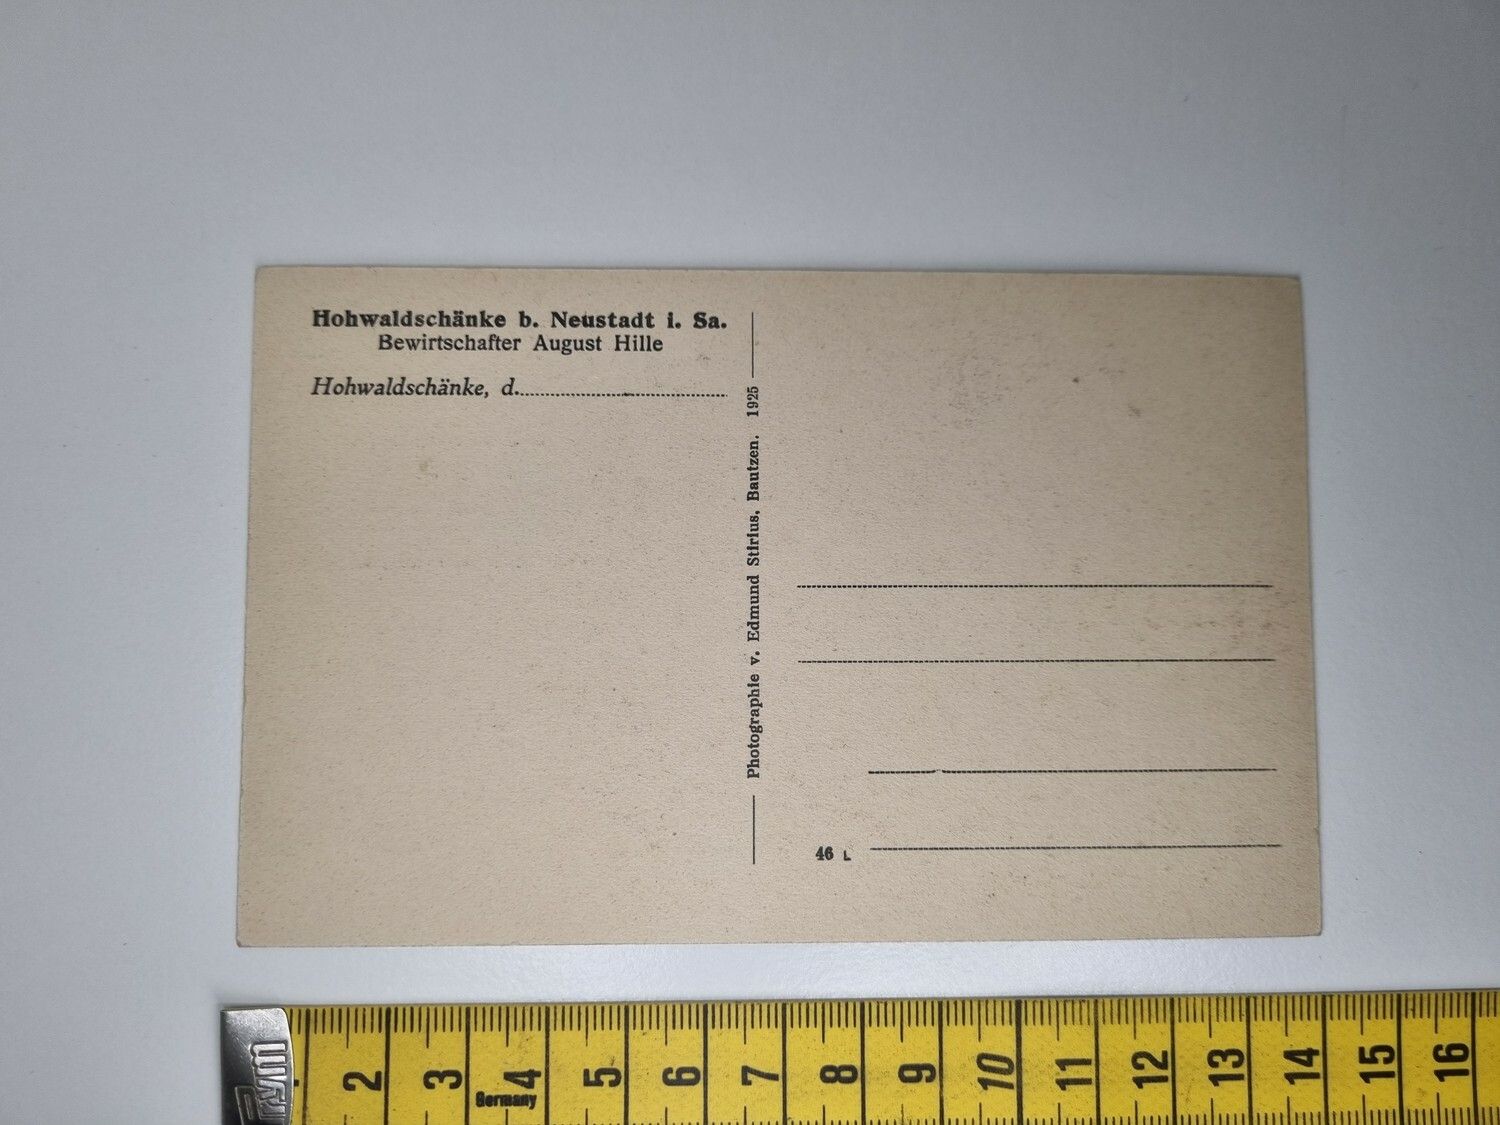 Hohwaldschänke b. Neustadt i. Sa.
Bewirtschafter August Hille
Hohwaldschänke, d.
Photographie v. Edmund Stirius, Bautzen. 1925
46 L
2 3 4 5 6 7 8 9 10 11 12 13 14 15 16
Germany